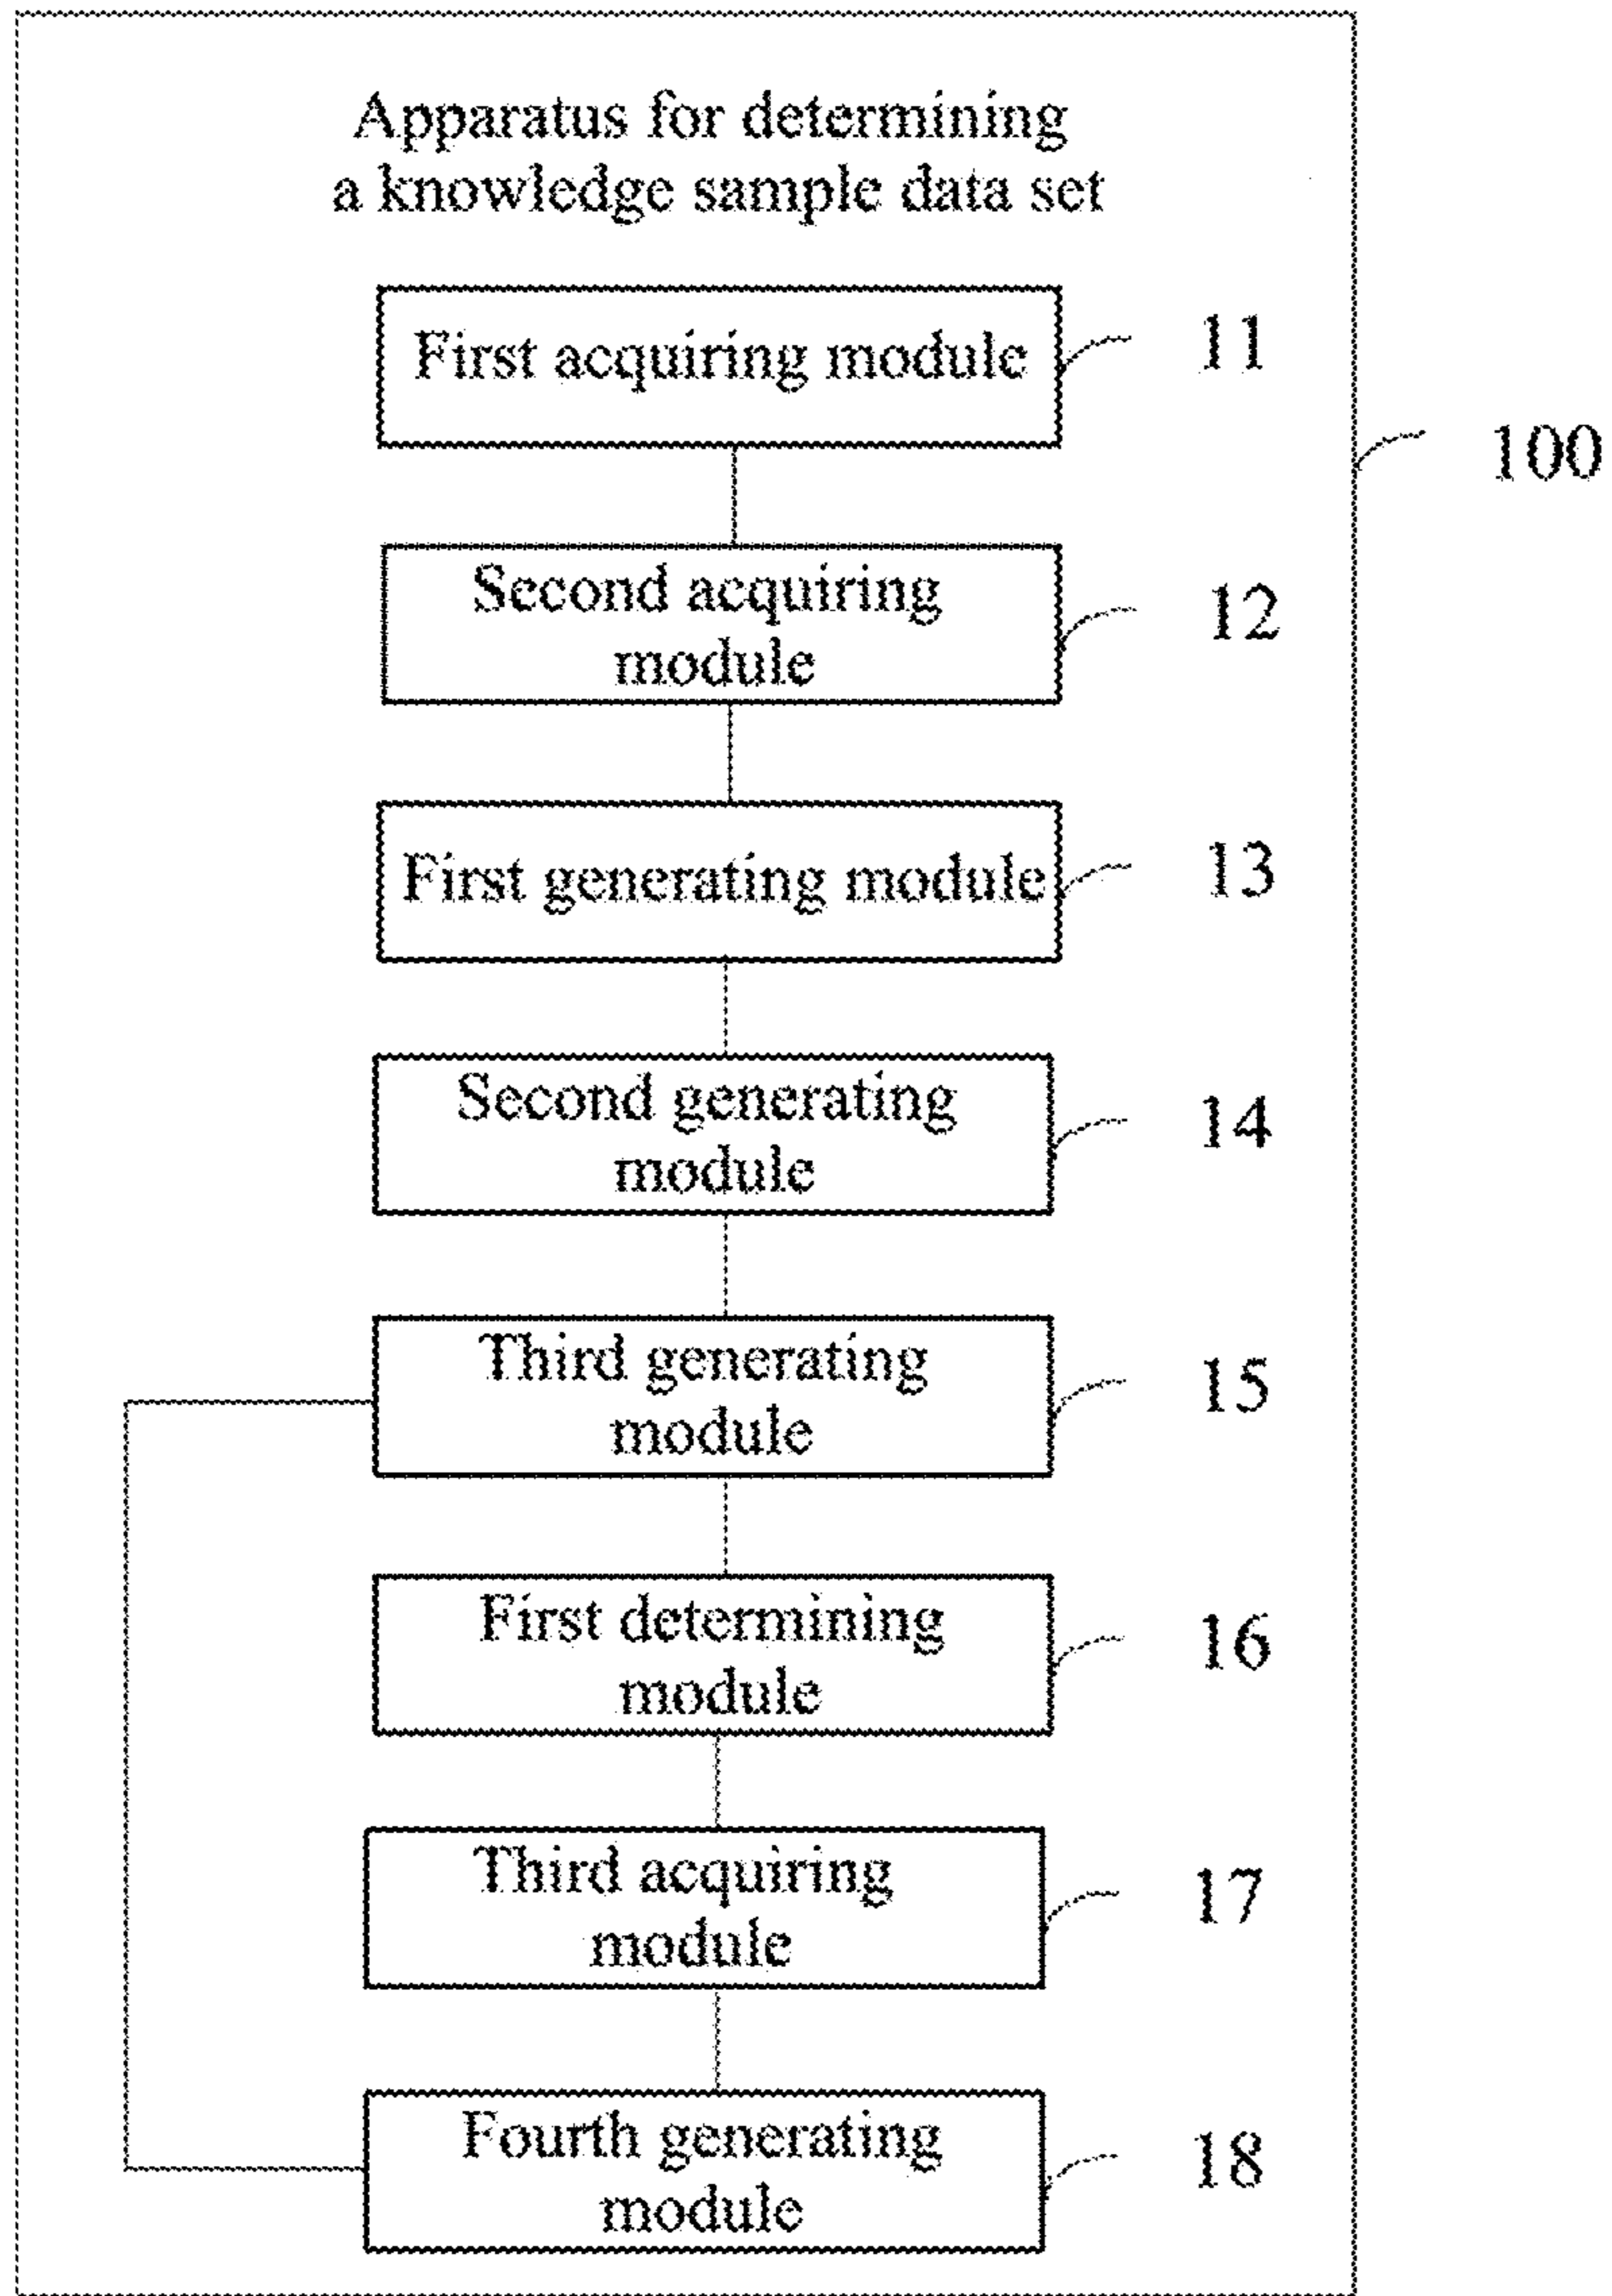 Apparatus for determining
a knowledge sample data set
First acquiring module
11
100
Second acquiring
module
12
First generating module
13
Second generating
module
14
Third generating
module
15
First determining
module
16
Third acquiring
module
17
Fourth generating
module
18